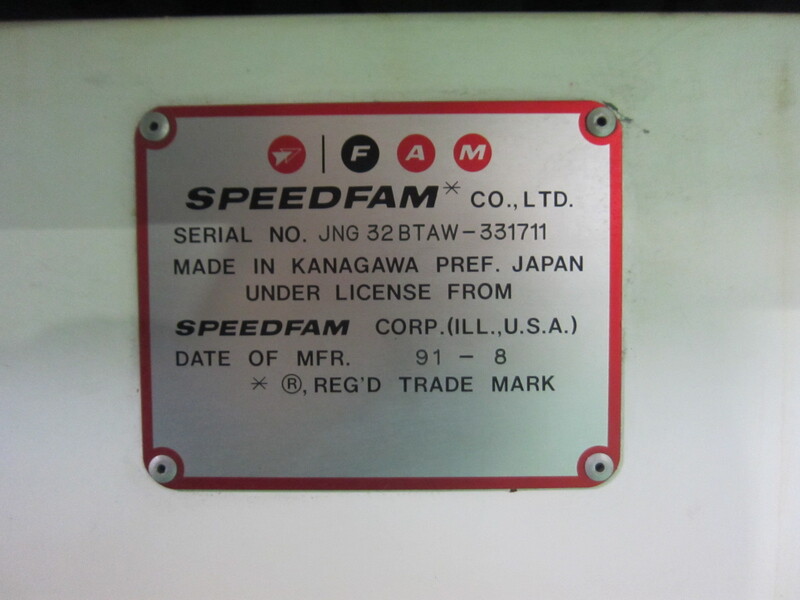 FAM
SPEEDFAM* CO., LTD.
SERIAL NO. JNG 32 BTAW-331711
MADE IN KANAGAWA PREF. JAPAN
UNDER LICENSE FROM
SPEEDFAM CORP. (ILL., U.S.A.)
DATE OF MFR. 91 - 8
* ®, REG'D TRADE MARK